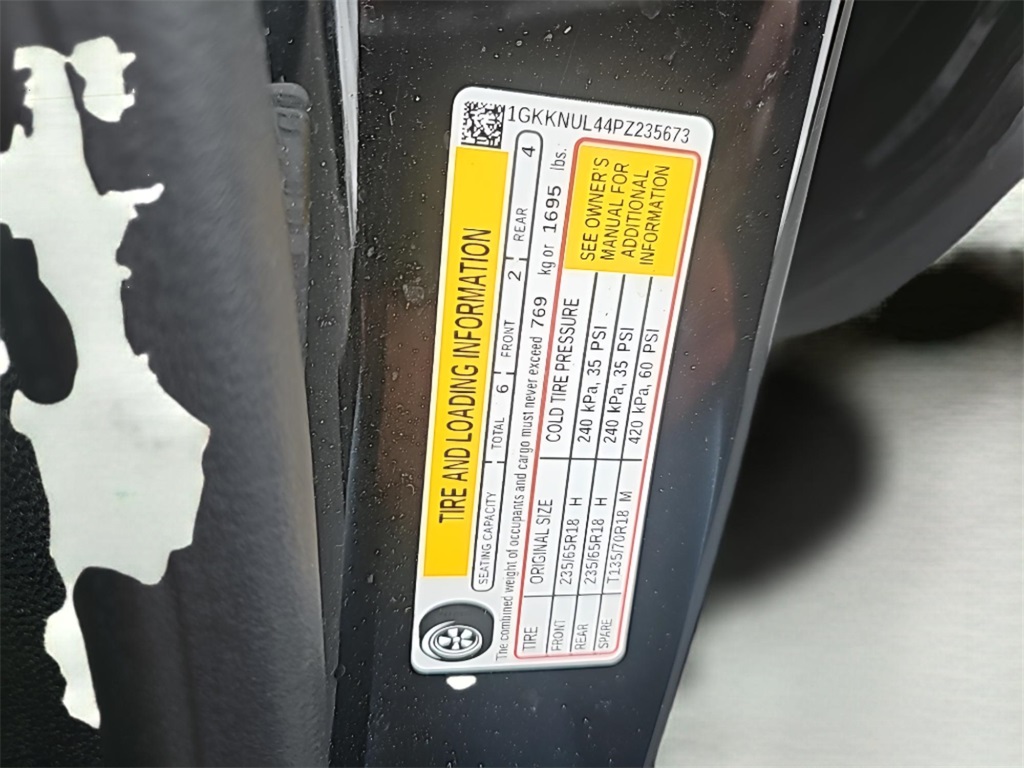 1GKKNUL44PZ235673
TIRE AND LOADING INFORMATION
SEATING CAPACITY TOTAL 6 FRONT 2 REAR 4
The combined weight of occupants and cargo must never exceed 769 kg or 1695 lbs.
TIRE ORIGINAL SIZE COLD TIRE PRESSURE
FRONT 235/65R18 H 240 kPa, 35 PSI
REAR 235/65R18 H 240 kPa, 35 PSI
SPARE T135/70R18 M 420 kPa, 60 PSI
SEE OWNER'S
MANUAL FOR
ADDITIONAL
INFORMATION